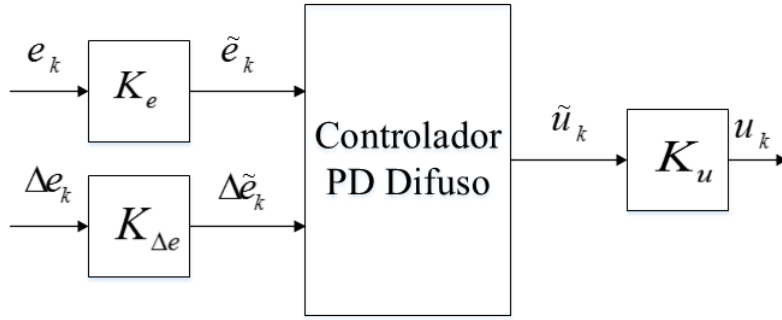 e_k
K_e
ẽ_k
Δe_k
K_Δe
Δẽ_k
Controlador
PD Difuso
ũ_k
K_u
u_k